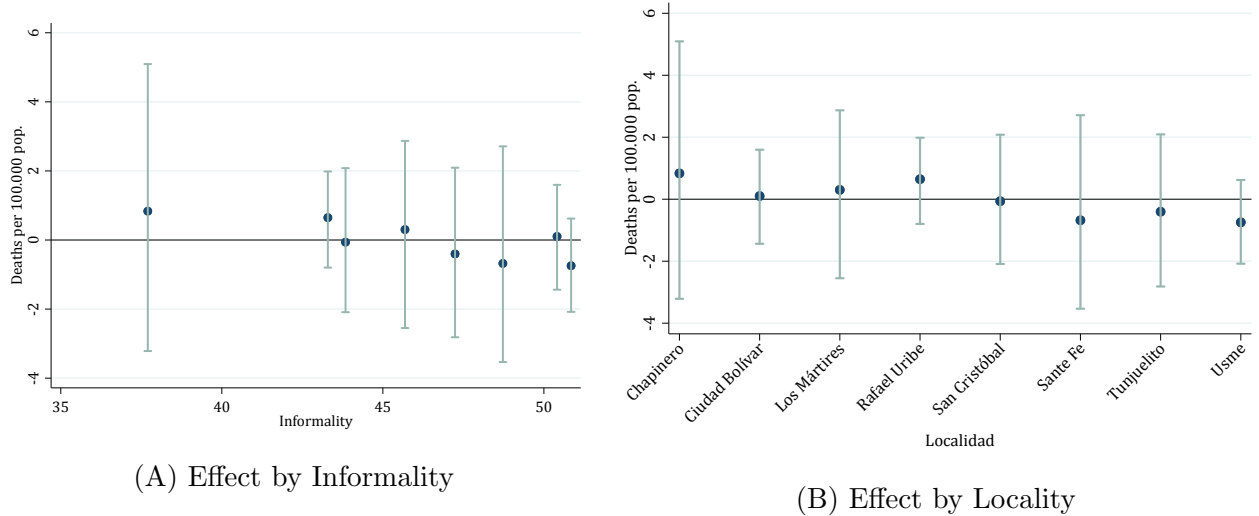 Deaths per 100.000 pop.
6
4
2
0
-2
-4
35
40
45
50
Informality
(A) Effect by Informality
Deaths per 100.000 pop.
6
4
2
0
-2
-4
Chapinero
Ciudad Bolívar
Los Mártires
Rafael Uribe
San Cristóbal
Sante Fe
Tunjuelito
Usme
Localidad
(B) Effect by Locality